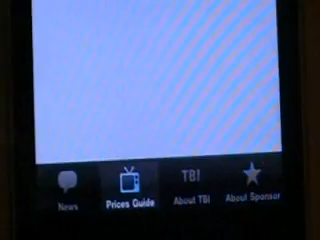 TBI
News
Prices Guide
About TBI
About Sponsor